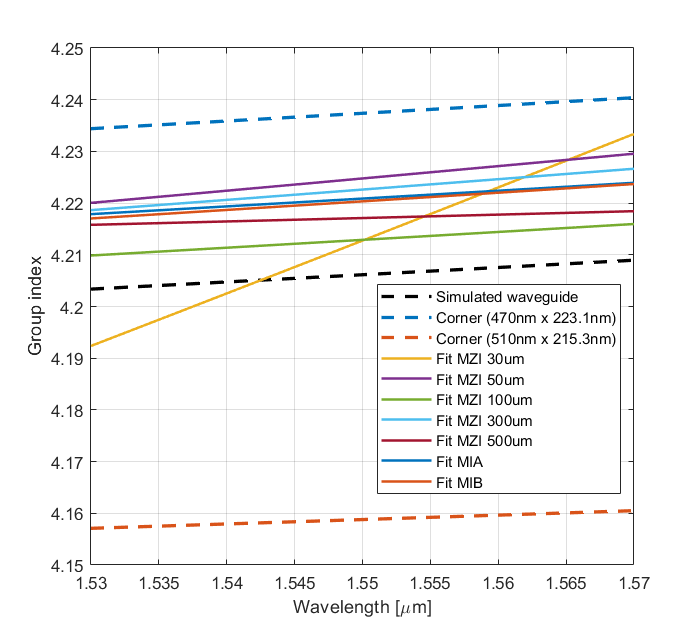 4.25
4.24
4.23
4.22
4.21
4.2
4.19
4.18
4.17
4.16
4.15
Group index
Simulated waveguide
Corner (470nm x 223.1nm)
Corner (510nm x 215.3nm)
Fit MZI 30um
Fit MZI 50um
Fit MZI 100um
Fit MZI 300um
Fit MZI 500um
Fit MIA
Fit MIB
1.53 1.535 1.54 1.545 1.55 1.555 1.56 1.565 1.57
Wavelength [μm]